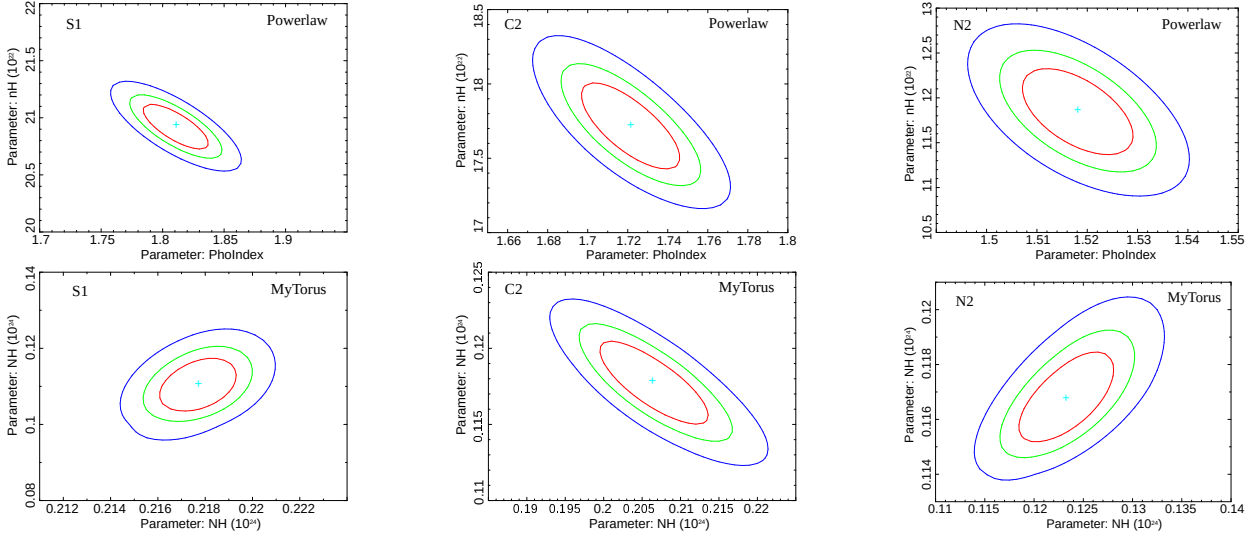 S1
Powerlaw
Parameter: nH (10²²)
20 20.5 21 21.5 22
1.7 1.75 1.8 1.85 1.9
Parameter: PhoIndex
C2
Powerlaw
Parameter: nH (10²²)
17 17.5 18 18.5
1.66 1.68 1.7 1.72 1.74 1.76 1.78 1.8
Parameter: PhoIndex
N2
Powerlaw
Parameter: nH (10²²)
10.5 11 11.5 12 12.5 13
1.5 1.51 1.52 1.53 1.54 1.55
Parameter: PhoIndex
S1
MyTorus
Parameter: NH (10²⁴)
0.08 0.1 0.12 0.14
0.212 0.214 0.216 0.218 0.22 0.222
Parameter: NH (10²⁴)
C2
MyTorus
Parameter: NH (10²⁴)
0.11 0.115 0.12 0.125
0.19 0.195 0.2 0.205 0.21 0.215 0.22
Parameter: NH (10²⁴)
N2
MyTorus
Parameter: NH (10²⁴)
0.114 0.116 0.118 0.12
0.11 0.115 0.12 0.125 0.13 0.135 0.14
Parameter: NH (10²⁴)